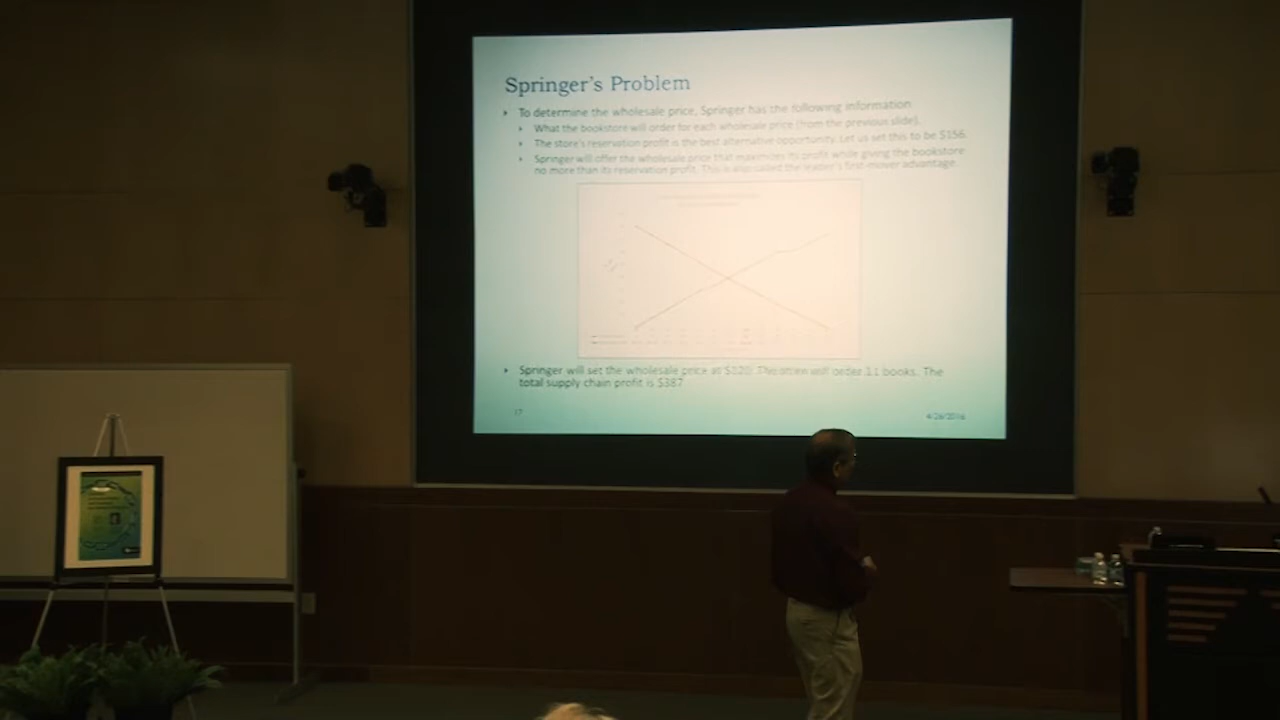 Springer's Problem
To determine the wholesale price, Springer has the following information
What the bookstore will order for each wholesale price (from the previous slide).
The store's reservation profit is the best alternative opportunity. Let us set this to be $156.
Springer will offer the wholesale price that maximizes its profit while giving the bookstore
no more than its reservation profit. This is also called the leader's first-mover advantage
Springer will set the wholesale price at $120. The store will order 11 books. The
total supply chain profit is $387
17
4/26/2016